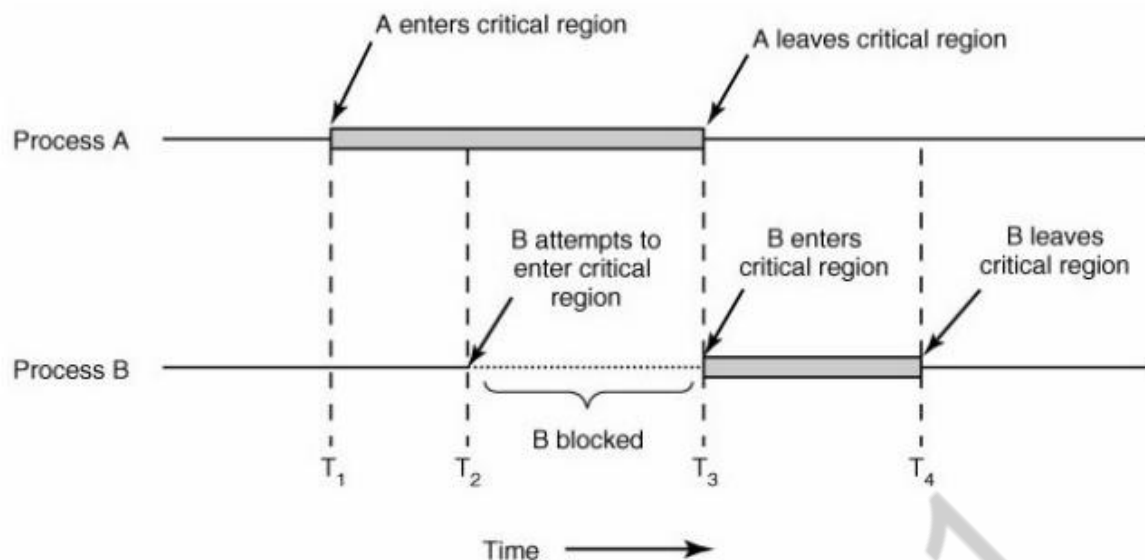 A enters critical region
A leaves critical region
Process A
B attempts to
enter critical
region
B enters
critical region
B leaves
critical region
Process B
B blocked
T₁
T₂
T₃
T₄
Time